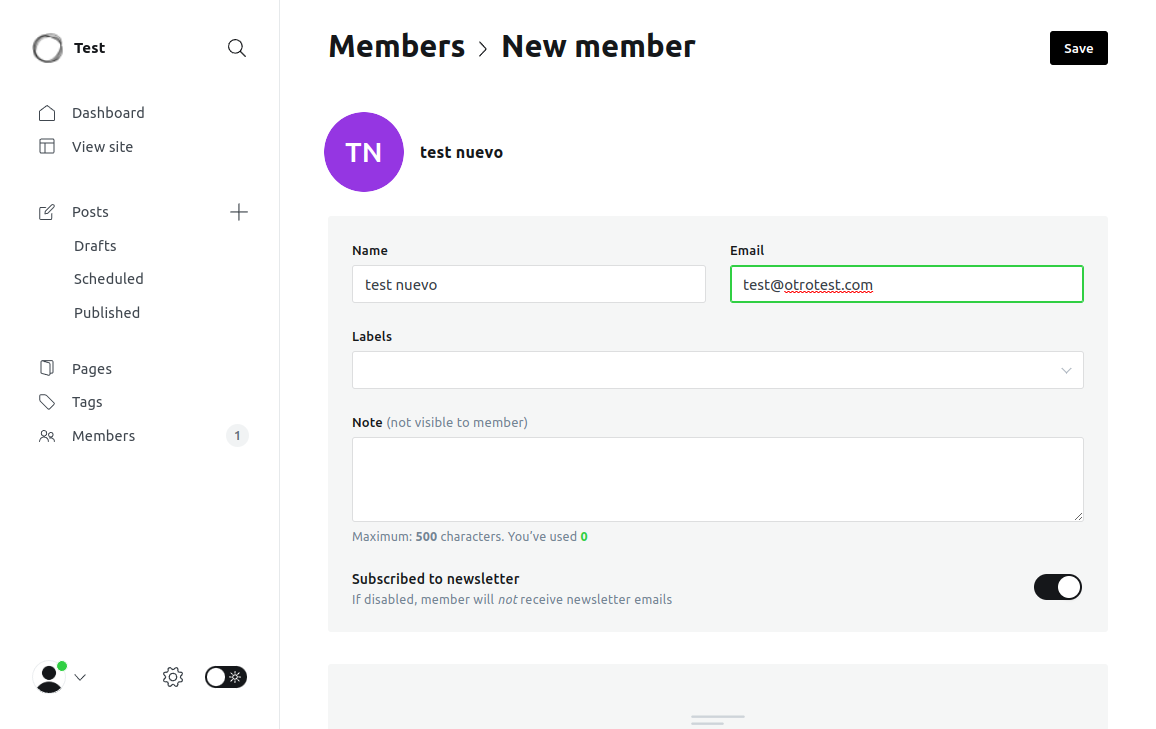 Test
Dashboard
View site
Posts
Drafts
Scheduled
Published
Pages
Tags
Members
1
Members > New member
Save
TN
test nuevo
Name
Email
test nuevo
test@otrotest.com
Labels
Note (not visible to member)
Maximum: 500 characters. You've used 0
Subscribed to newsletter
If disabled, member will not receive newsletter emails